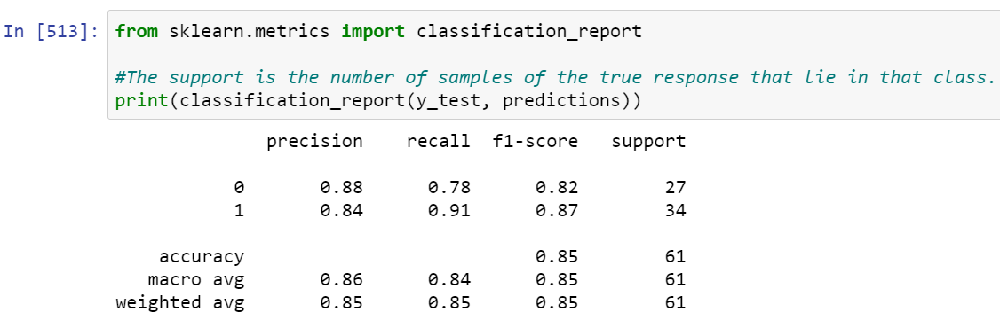 In [513]: from sklearn.metrics import classification_report
#The support is the number of samples of the true response that lie in that class.
print(classification_report(y_test, predictions))
precision recall f1-score support
0 0.88 0.78 0.82 27
1 0.84 0.91 0.87 34
accuracy 0.85 61
macro avg 0.86 0.84 0.85 61
weighted avg 0.85 0.85 0.85 61